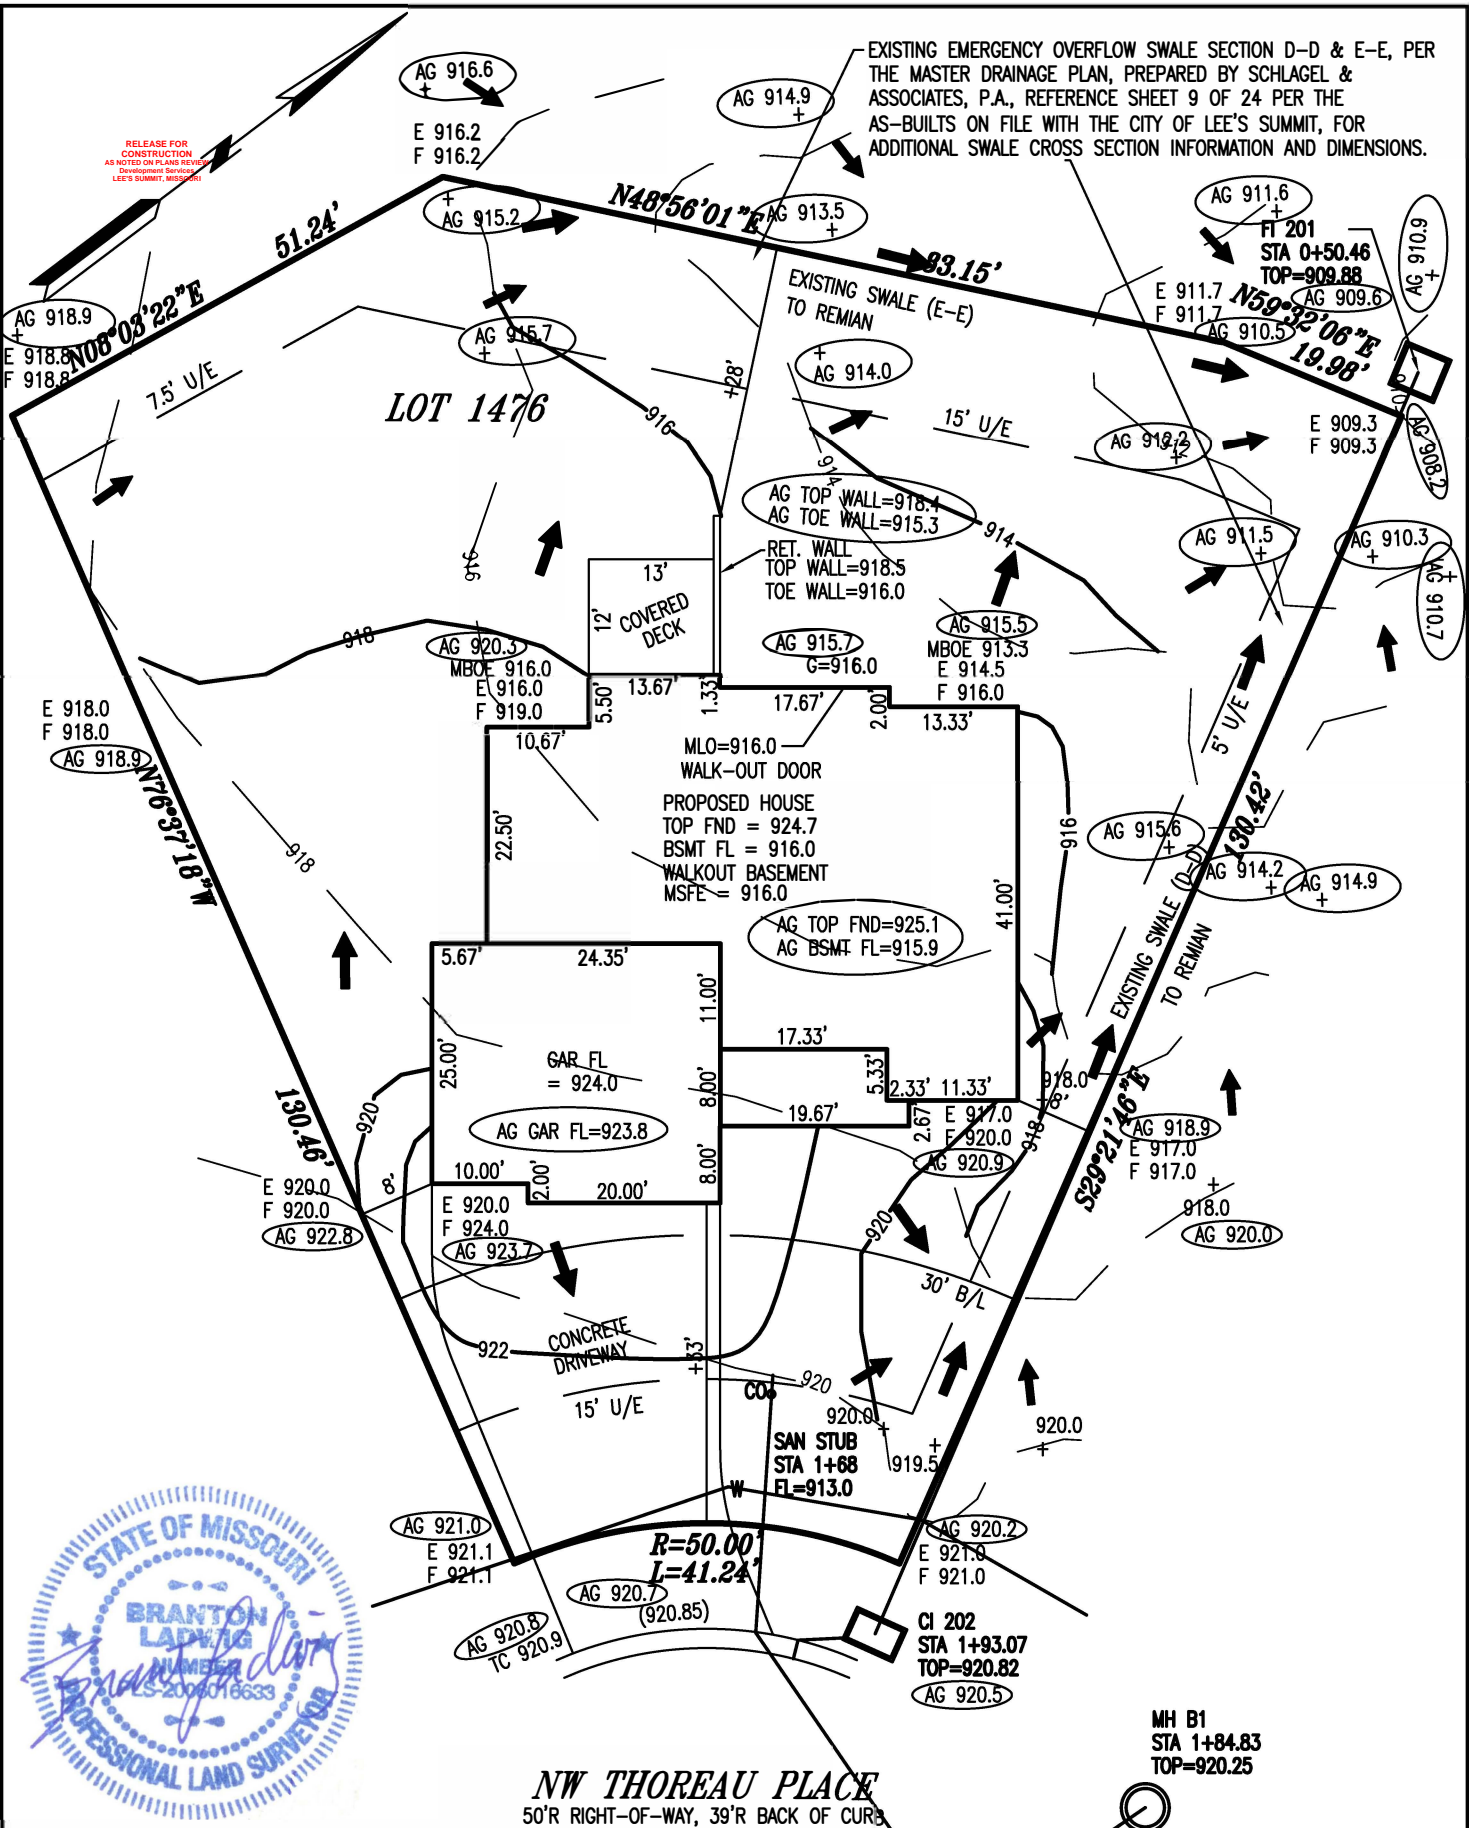 EXISTING EMERGENCY OVERFLOW SWALE SECTION D-D & E-E, PER
THE MASTER DRAINAGE PLAN, PREPARED BY SCHLAGEL &
ASSOCIATES, P.A., REFERENCE SHEET 9 OF 24 PER THE
AS-BUILTS ON FILE WITH THE CITY OF LEE'S SUMMIT, FOR
ADDITIONAL SWALE CROSS SECTION INFORMATION AND DIMENSIONS.
AG 916.6
E 916.2
F 916.2
AG 914.9
RELEASE FOR
CONSTRUCTION
AS NOTED ON PLANS REVIEW
Development Services
LEE'S SUMMIT, MISSOURI
51.24'
N08°03'22"E
AG 915.2
N48°56'01"E
AG 913.5
83.15'
AG 911.6
FI 201
STA 0+50.46
TOP=909.88
AG 910.9
AG 909.6
E 911.7
F 911.7
AG 910.5
N59°32'06"E
19.98'
AG 918.9
E 918.8
F 918.8
7.5' U/E
LOT 1476
AG 915.7
916
EXISTING SWALE (E-E)
TO REMIAN
+28'
AG 914.0
15' U/E
AG 912.2
912
E 909.3
F 909.3
AG 908.2
914
AG TOP WALL=918.4
AG TOE WALL=915.3
914
AG 911.5
AG 910.3
AG 910.7
RET. WALL
TOP WALL=918.5
TOE WALL=916.0
916
13'
12'
COVERED
DECK
918
AG 920.3
MBOE 916.0
E 916.0
F 919.0
AG 915.7
G=916.0
AG 915.5
MBOE 913.3
E 914.5
F 916.0
5.50'
13.67'
1.33'
17.67'
2.00'
13.33'
10.67'
E 918.0
F 918.0
AG 918.9
N76°37'18"W
MLO=916.0
WALK-OUT DOOR
PROPOSED HOUSE
TOP FND = 924.7
BSMT FL = 916.0
WALKOUT BASEMENT
MSFE = 916.0
AG TOP FND=925.1
AG BSMT FL=915.9
22.50'
41.00'
916
918
5' U/E
130.42'
AG 915.6
AG 914.2
AG 914.9
EXISTING SWALE (D-D)
TO REMIAN
5.67'
24.35'
11.00'
17.33'
5.33'
25.00'
GAR FL
= 924.0
8.00'
2.33'
11.33'
19.67'
2.67'
AG GAR FL=923.8
E 917.0
F 920.0
AG 920.9
918.0
8'
918
AG 918.9
E 917.0
F 917.0
S29°21'46"E
918.0
AG 920.0
920
130.46'
8'
E 920.0
F 920.0
AG 922.8
10.00'
2.00'
20.00'
8.00'
E 920.0
F 924.0
AG 923.7
920
30' B/L
922
CONCRETE
DRIVEWAY
+33'
15' U/E
920
CO
920.0
919.5
920.0
SAN STUB
STA 1+68
FL=913.0
W
AG 921.0
E 921.1
F 921.1
R=50.00'
L=41.24'
AG 920.2
E 921.0
F 921.0
AG 920.7
(920.85)
AG 920.8
TC 920.9
CI 202
STA 1+93.07
TOP=920.82
AG 920.5
MH B1
STA 1+84.83
TOP=920.25
STATE OF MISSOURI
BRANTON
LADWIG
NUMBER
LS-2006016633
PROFESSIONAL LAND SURVEYOR
NW THOREAU PLACE
50'R RIGHT-OF-WAY, 39'R BACK OF CURB